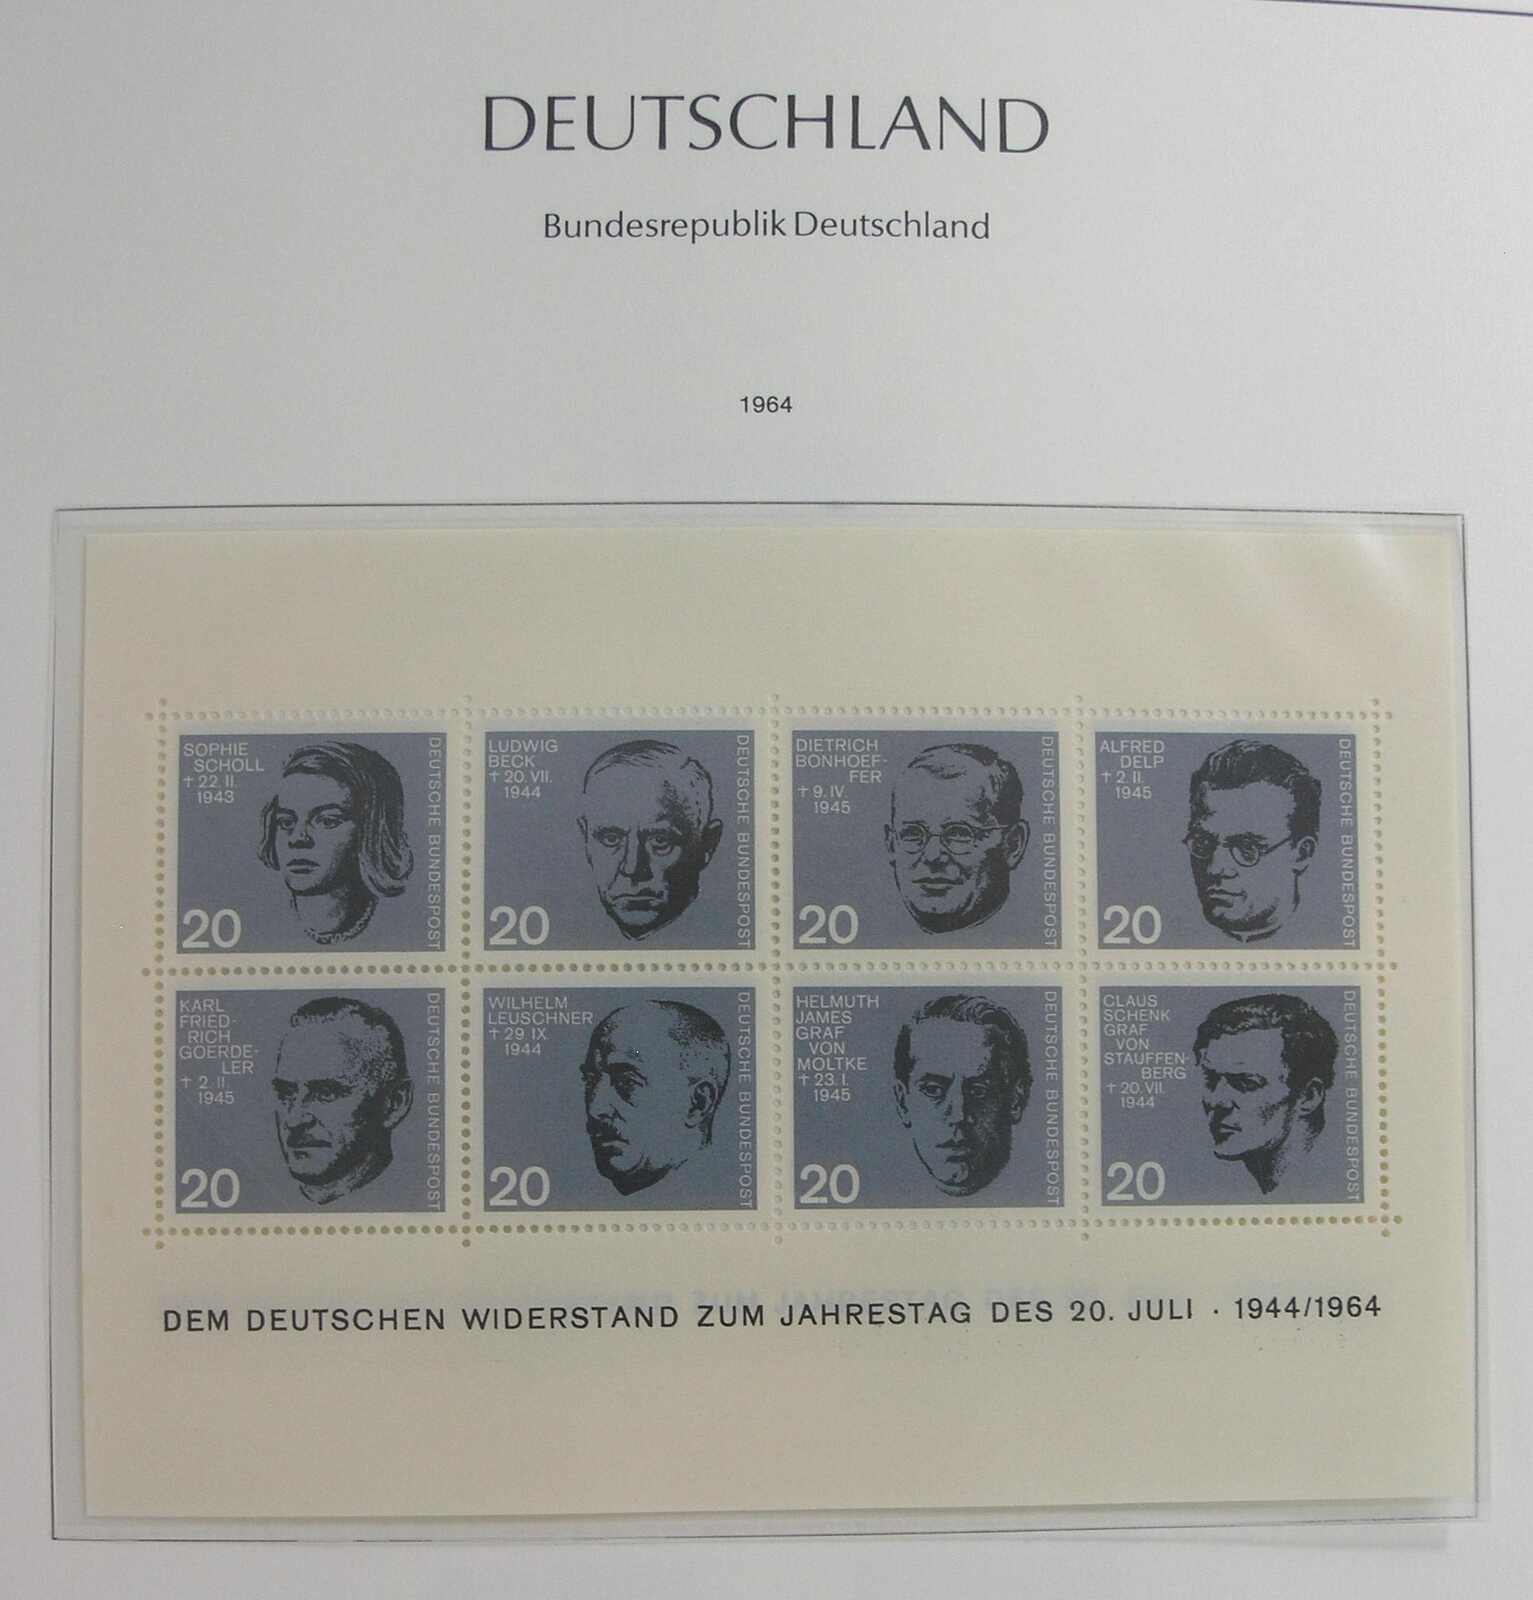 DEUTSCHLAND
Bundesrepublik Deutschland
1964
SOPHIE
SCHOLL
† 22. II.
1943
DEUTSCHE BUNDESPOST
20
LUDWIG
BECK
† 20. VII.
1944
DEUTSCHE BUNDESPOST
20
DIETRICH
BONHOEF-
FER
† 9. IV.
1945
DEUTSCHE BUNDESPOST
20
ALFRED
DELP
† 2. II.
1945
DEUTSCHE BUNDESPOST
20
KARL
FRIED-
RICH
GOERDE-
LER
† 2. II.
1945
DEUTSCHE BUNDESPOST
20
WILHELM
LEUSCHNER
† 29. IX.
1944
DEUTSCHE BUNDESPOST
20
HELMUTH
JAMES
GRAF
VON
MOLTKE
† 23. I.
1945
DEUTSCHE BUNDESPOST
20
CLAUS
SCHENK
GRAF
VON
STAUFFEN-
BERG
† 20. VII.
1944
DEUTSCHE BUNDESPOST
20
DEM DEUTSCHEN WIDERSTAND ZUM JAHRESTAG DES 20. JULI · 1944/1964